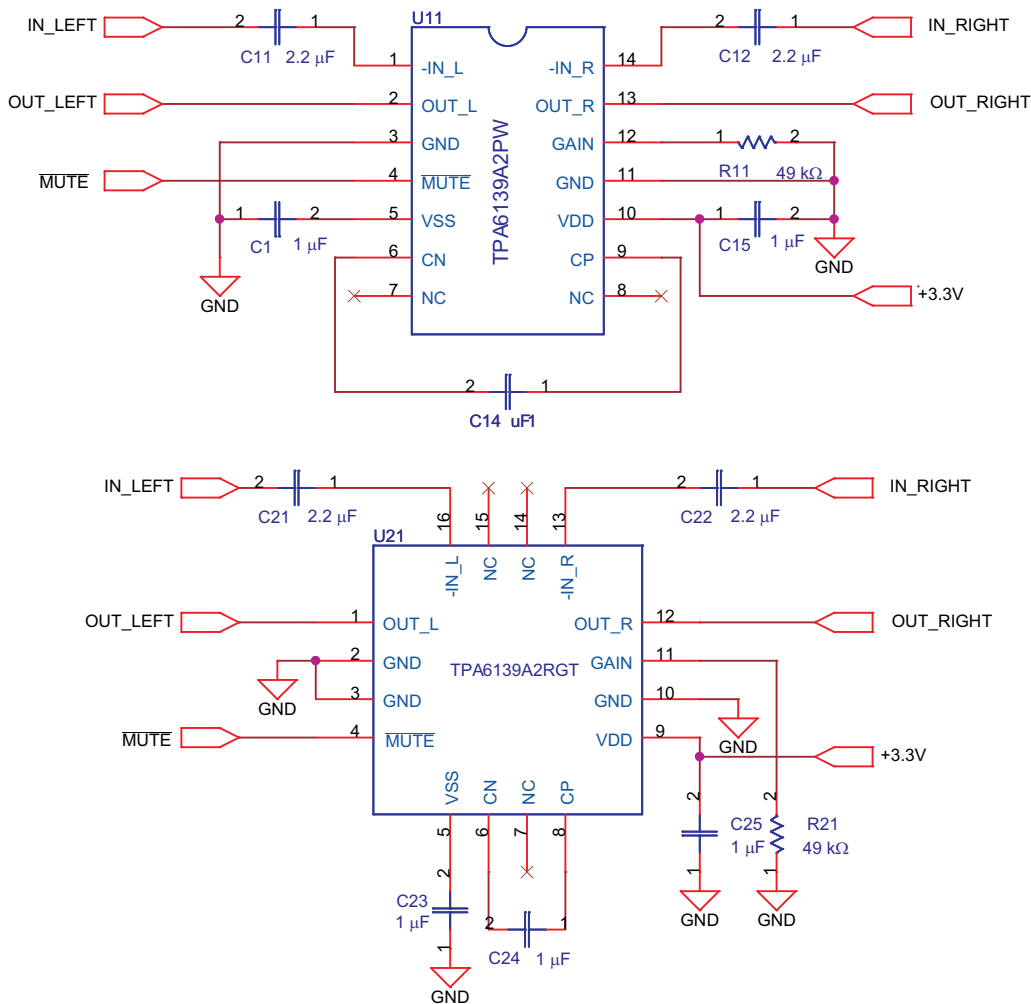 IN_LEFT 2 1 U11 2 1 IN_RIGHT
C11 2.2 µF C12 2.2 µF
1 -IN_L -IN_R 14
OUT_LEFT 2 OUT_L OUT_R 13 OUT_RIGHT
3 GND GAIN 12 1 2
R11 49 kΩ
MUTE 4 MUTE GND 11
1 2 5 VSS VDD 10 1 2
C1 1 µF C15 1 µF
TPA6139A2PW
6 CN CP 9
GND
GND
7 NC NC 8 +3.3V
2 1
C14 uF1
IN_LEFT 2 1 2 1 IN_RIGHT
C21 2.2 µF C22 2.2 µF
16 15 14 13
U21
-IN_L NC NC -IN_R
OUT_LEFT 1 OUT_L OUT_R 12 OUT_RIGHT
2 GND GAIN 11
TPA6139A2RGT
3 GND GND 10
GND
MUTE 4 MUTE VDD 9
GND
+3.3V
VSS CN NC CP
5 6 7 8
2 2
C25 R21
1 µF 49 kΩ
1 1
2
C23
1 µF
1
GND GND
2 1
C24 1 µF
GND